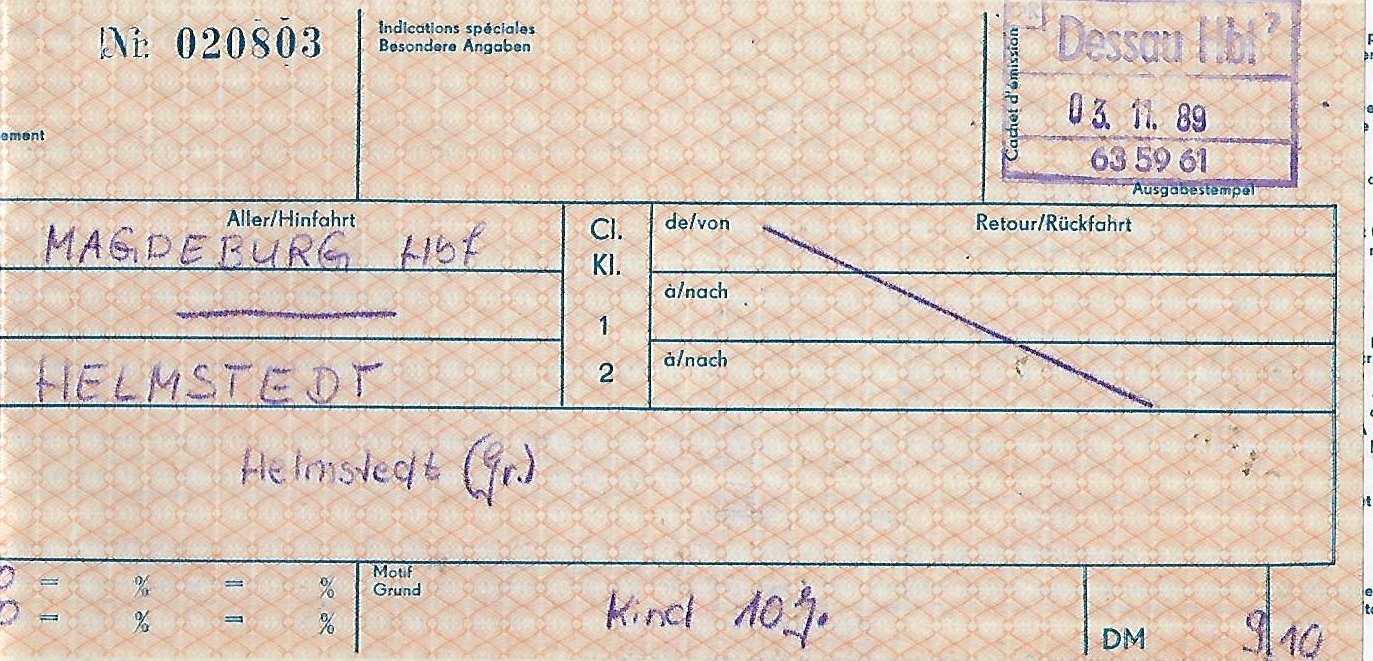 Nr. 020803
Indications spéciales
Besondere Angaben
Cachet d'émission
Dessau Hbf 7
03. 11. 89
63 59 61
Ausgabestempel
ement
Aller/Hinfahrt
MAGDEBURG Hbf
HELMSTEDT
Cl.
Kl.
1
2
de/von
Retour/Rückfahrt
à/nach
à/nach
Helmstedt (Gr.)
= % = %
= % = %
Motif
Grund
Kind 10 J.
DM
9,10